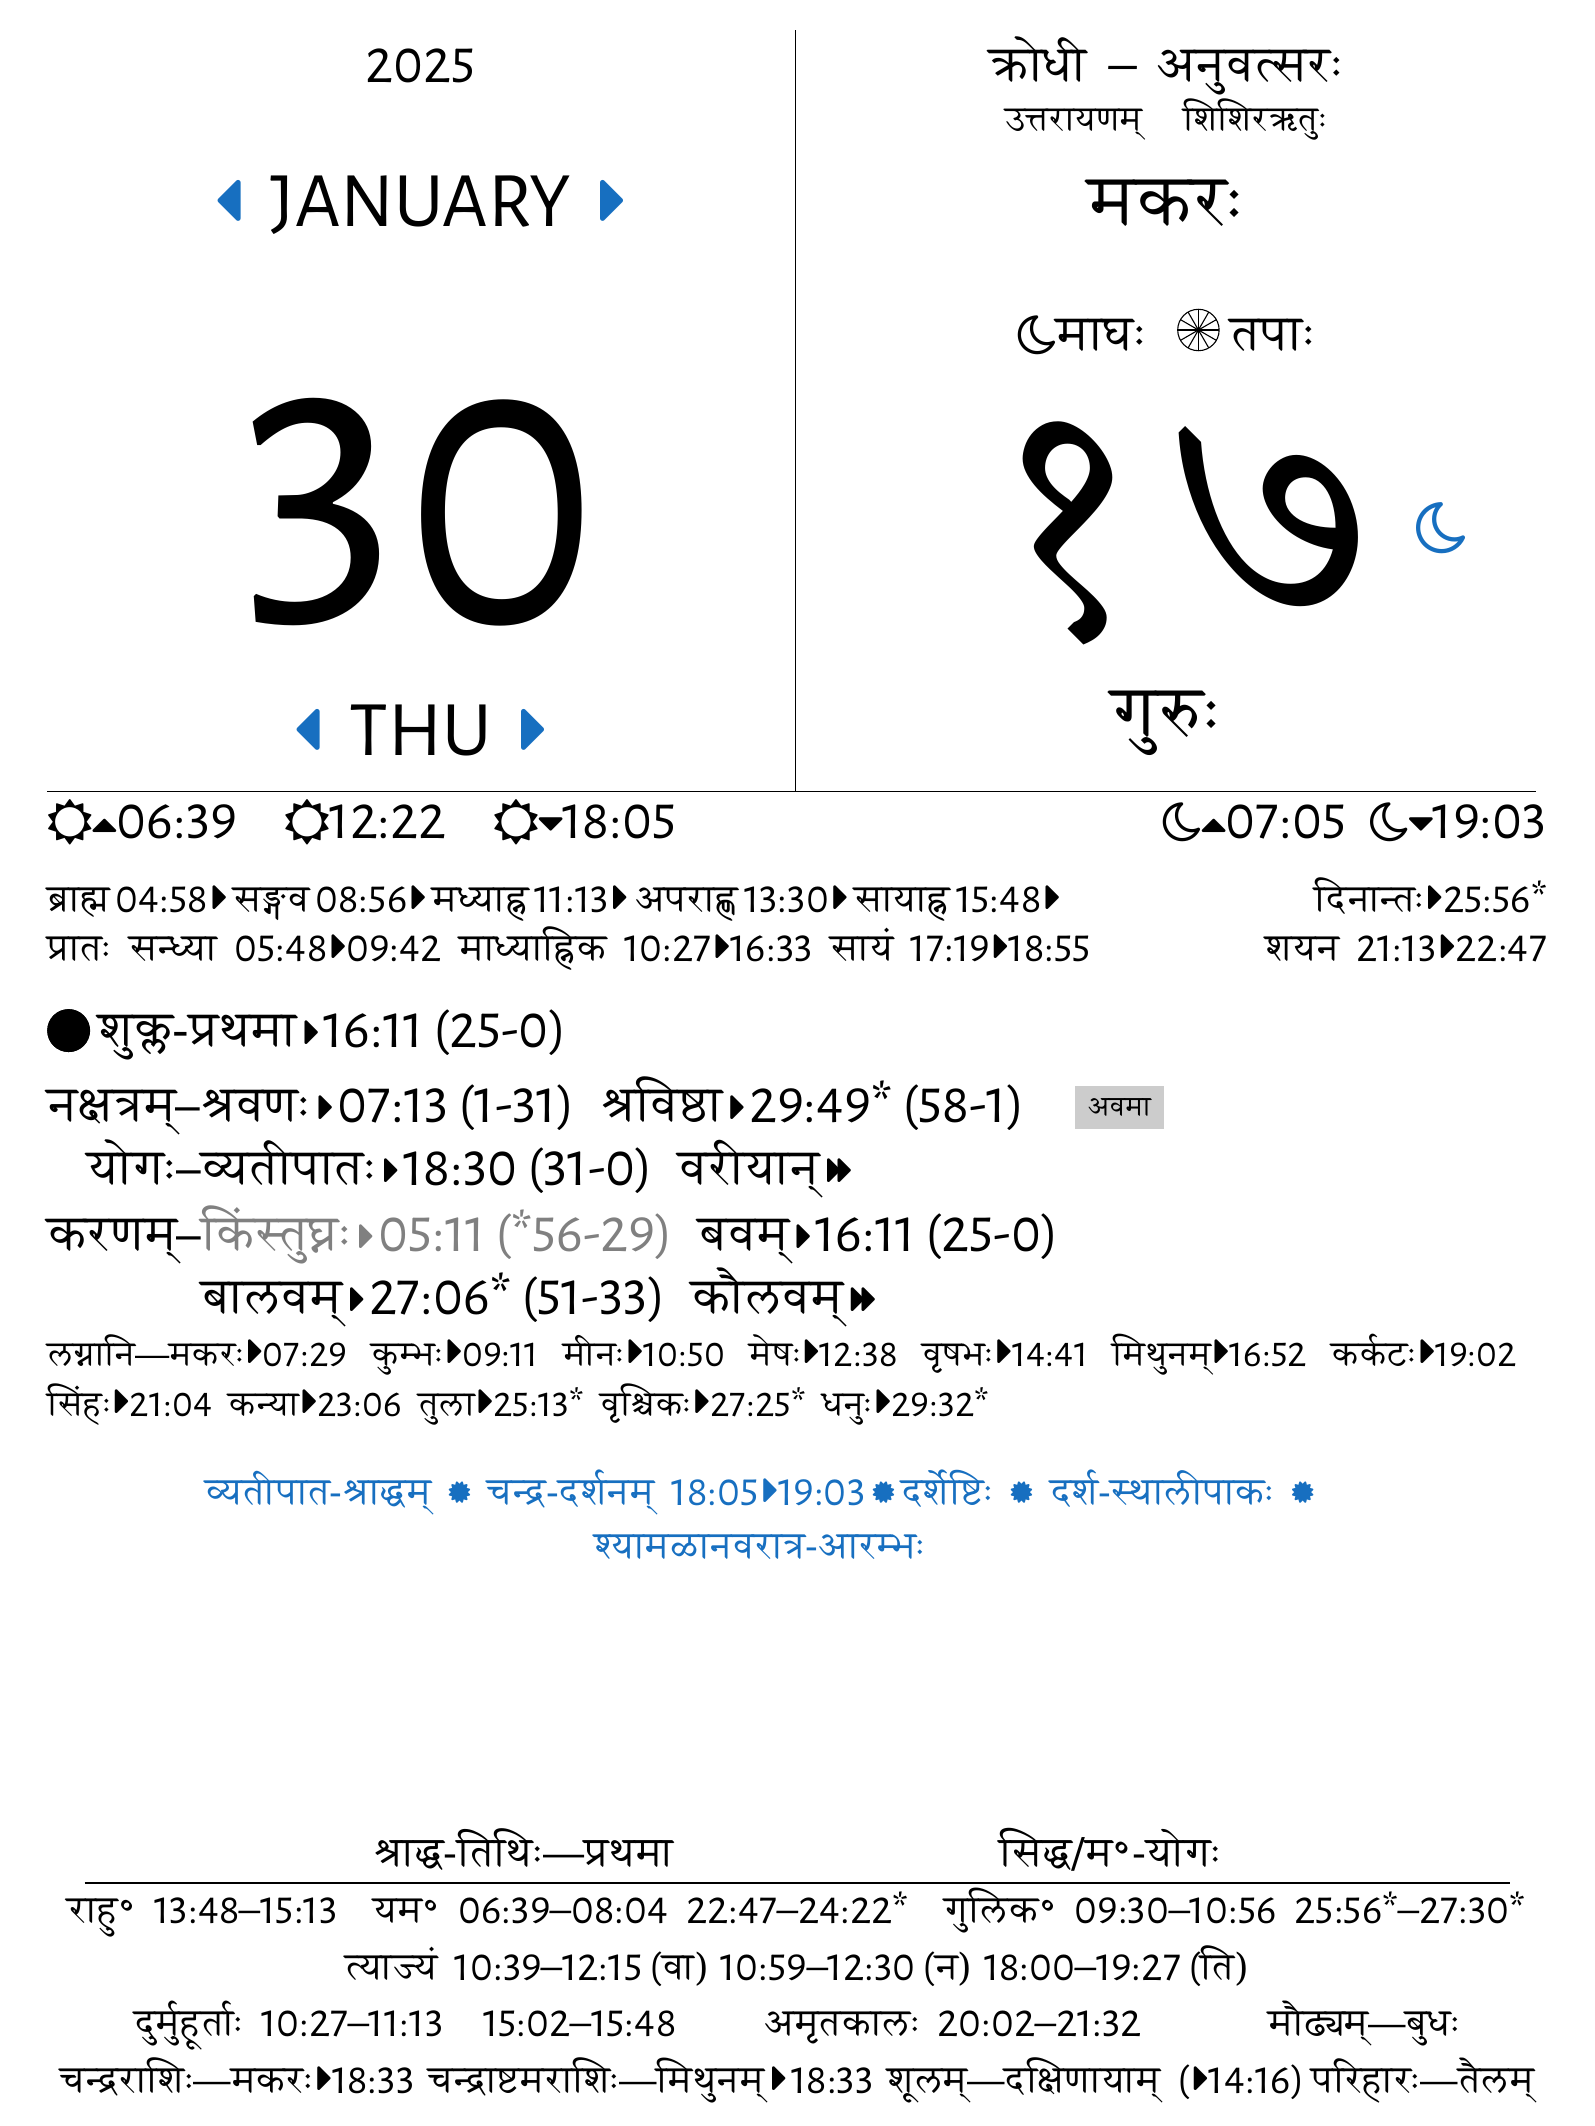 2025
JANUARY
30
THU
क्रोधी – अनुवत्सरः
उत्तरायणम् शिशिरऋतुः
मकरः
माघः तपाः
१७
गुरुः
06:39 12:22 18:05 07:05 19:03
ब्राह्म 04:58 सङ्गव 08:56 मध्याह्न 11:13 अपराह्ण 13:30 सायाह्न 15:48 दिनान्तः 25:56*
प्रातः सन्ध्या 05:48 09:42 माध्याह्निक 10:27 16:33 सायं 17:19 18:55 शयन 21:13 22:47
शुक्ल-प्रथमा 16:11 (25-0)
नक्षत्रम्–श्रवणः 07:13 (1-31) श्रविष्ठा 29:49* (58-1) अवमा
योगः–व्यतीपातः 18:30 (31-0) वरीयान्
करणम्–किंस्तुघ्नः 05:11 (*56-29) बवम् 16:11 (25-0)
बालवम् 27:06* (51-33) कौलवम्
लग्नानि—मकरः 07:29 कुम्भः 09:11 मीनः 10:50 मेषः 12:38 वृषभः 14:41 मिथुनम् 16:52 कर्कटः 19:02
सिंहः 21:04 कन्या 23:06 तुला 25:13* वृश्चिकः 27:25* धनुः 29:32*
व्यतीपात-श्राद्धम् चन्द्र-दर्शनम् 18:05 19:03 दर्शेष्टिः दर्श-स्थालीपाकः
श्यामळानवरात्र-आरम्भः
श्राद्ध-तिथिः—प्रथमा सिद्ध/म॰-योगः
राहु॰ 13:48–15:13 यम॰ 06:39–08:04 22:47–24:22* गुलिक॰ 09:30–10:56 25:56*–27:30*
त्याज्यं 10:39–12:15 (वा) 10:59–12:30 (न) 18:00–19:27 (ति)
दुर्मुहूर्ताः 10:27–11:13 15:02–15:48 अमृतकालः 20:02–21:32 मौढ्यम्—बुधः
चन्द्रराशिः—मकरः 18:33 चन्द्राष्टमराशिः—मिथुनम् 18:33 शूलम्—दक्षिणायाम् ( 14:16) परिहारः—तैलम्